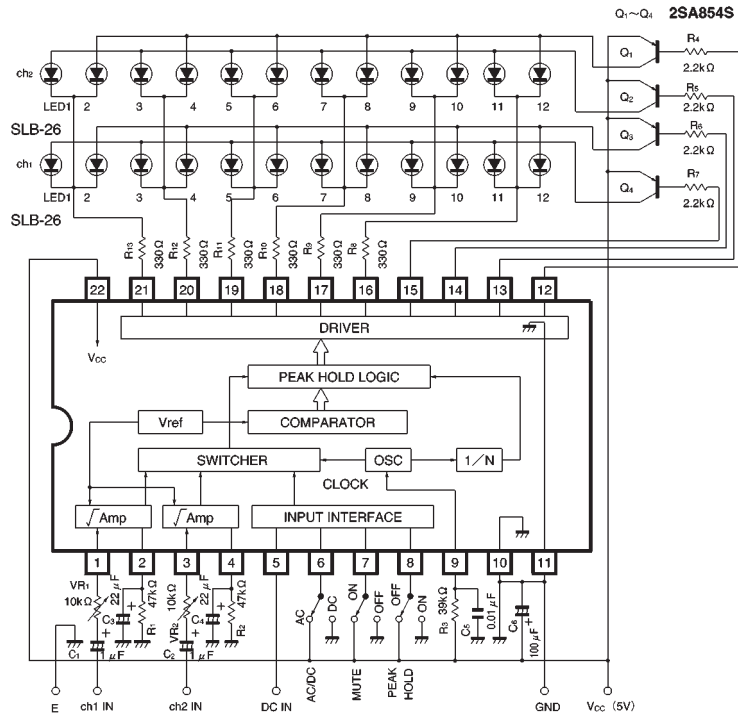 Q1~Q4 2SA854S
ch2
LED1 2 3 4 5 6 7 8 9 10 11 12
SLB-26
ch1
LED1 2 3 4 5 6 7 8 9 10 11 12
SLB-26
Q1
R4
2.2kΩ
Q2
R5
2.2kΩ
Q3
R6
2.2kΩ
Q4
R7
2.2kΩ
R13 330Ω
R12 330Ω
R11 330Ω
R10 330Ω
R9 330Ω
R8 330Ω
22 21 20 19 18 17 16 15 14 13 12
DRIVER
Vcc
PEAK HOLD LOGIC
Vref
COMPARATOR
SWITCHER
OSC
1/N
CLOCK
√Amp
√Amp
INPUT INTERFACE
1 2 3 4 5 6 7 8 9 10 11
VR1
10kΩ
22μF
C3
47kΩ
R1
C1
1μF
10kΩ
VR2
22μF
C4
47kΩ
R2
C2
1μF
AC
DC
ON
OFF
OFF
ON
39kΩ
R3
C5
0.01μF
C6
100μF
E
ch1 IN
ch2 IN
DC IN
AC/DC
MUTE
PEAK
HOLD
GND
Vcc (5V)